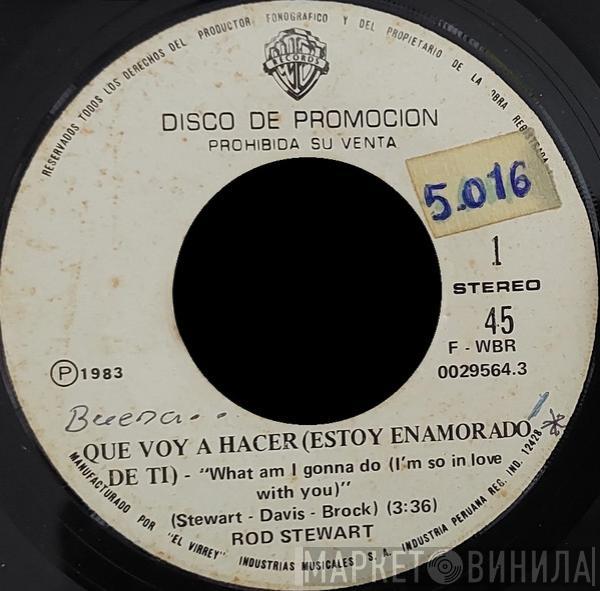 RESERVADOS TODOS LOS DERECHOS DEL PRODUCTOR FONOGRAFICO Y DEL PROPIETARIO DE LA OBRA
RECORDS
DISCO DE PROMOCION
PROHIBIDA SU VENTA
5.016
1
STEREO
45
F - WBR
0029564.3
℗ 1983
Buena..
1*
QUE VOY A HACER (ESTOY ENAMORADO
DE TI) - "What am I gonna do (I'm so in love
with you)"
(Stewart - Davis - Brock) (3:36)
ROD STEWART
MANUFACTURADO POR "EL VIRREY" INDUSTRIAS MUSICALES S. A. INDUSTRIA PERUANA REG. IND. 12428
МАРКЕТ ВИНИЛА